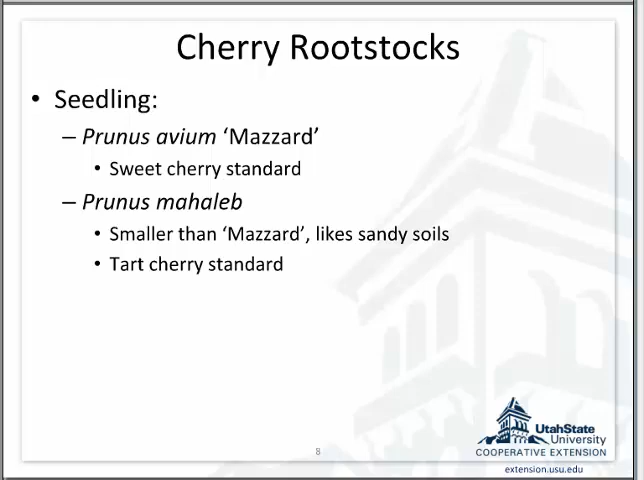 Cherry Rootstocks
• Seedling:
– Prunus avium ‘Mazzard’
• Sweet cherry standard
– Prunus mahaleb
• Smaller than ‘Mazzard’, likes sandy soils
• Tart cherry standard
8
UtahState
University
COOPERATIVE EXTENSION
extension.usu.edu